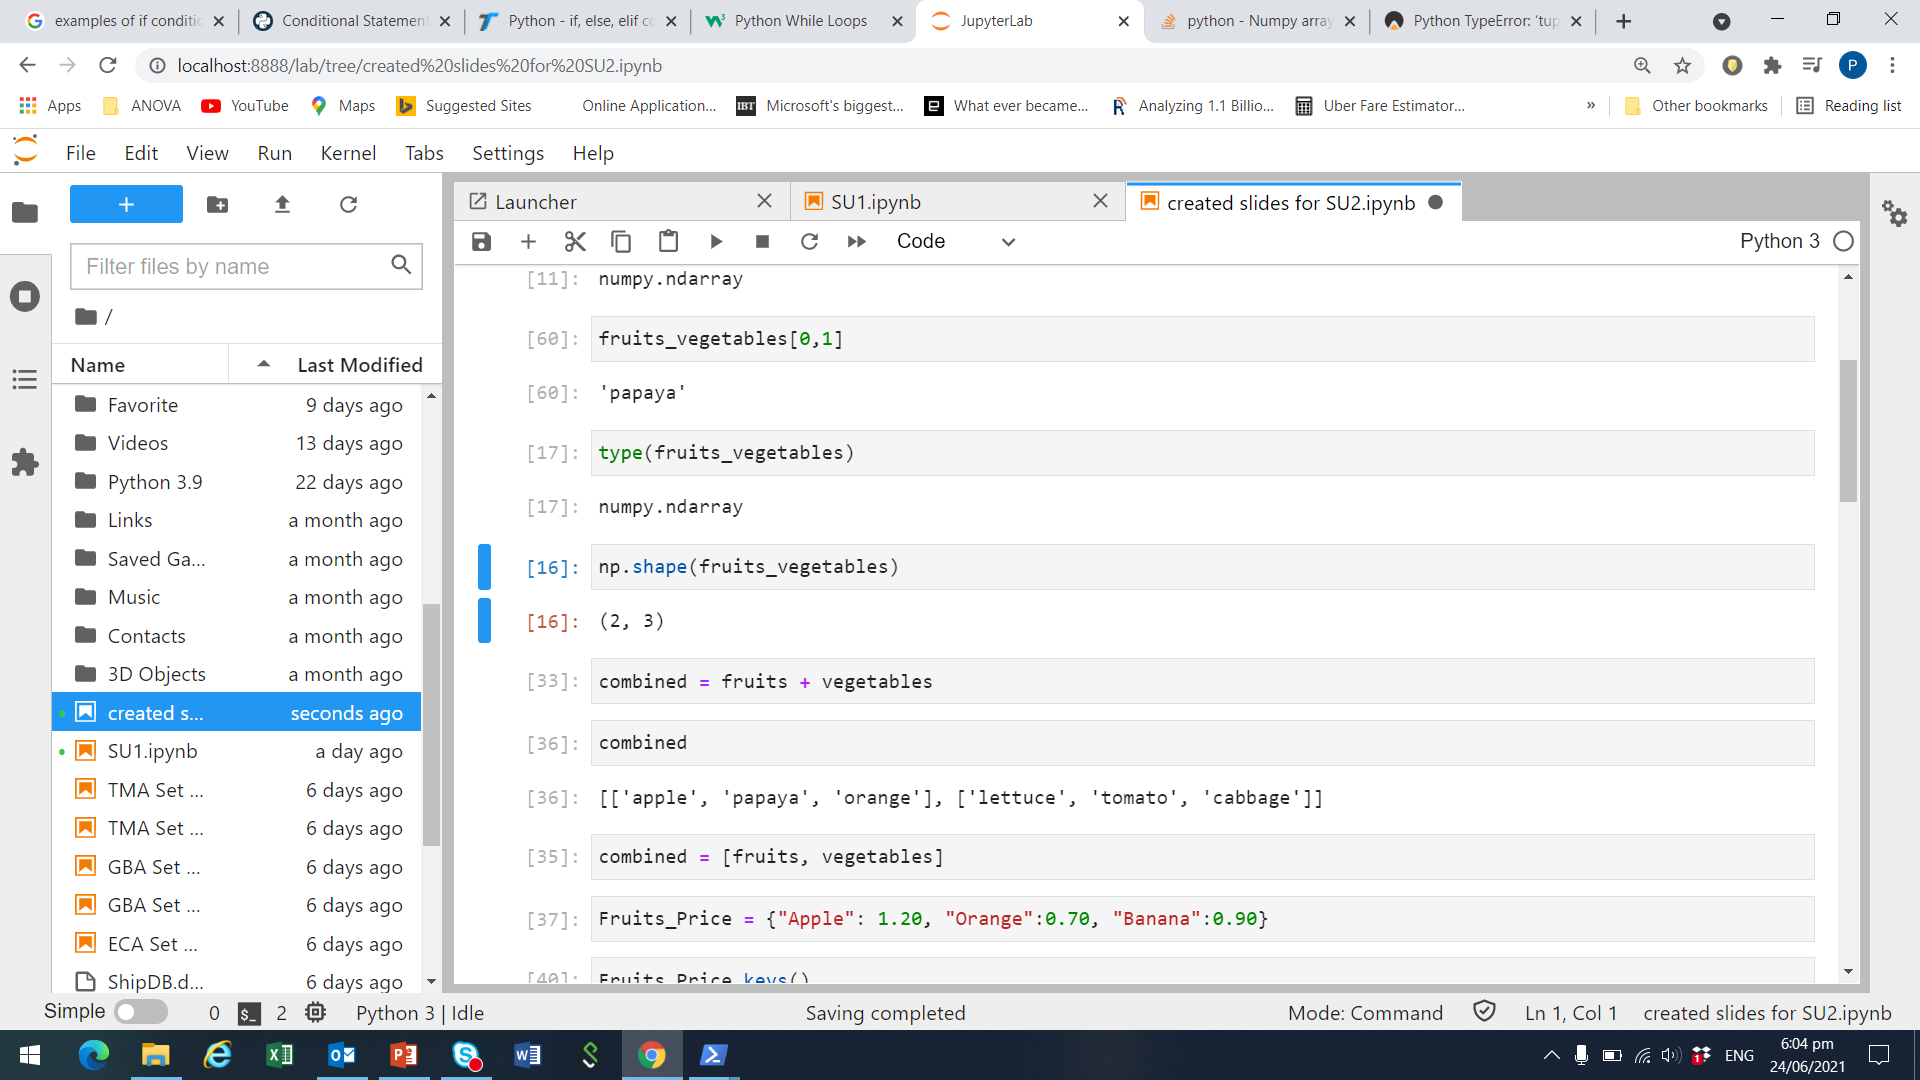 examples of if conditi
Conditional Statement
Python - if, else, elif co
Python While Loops
JupyterLab
python - Numpy array
Python TypeError: 'tup
localhost:8888/lab/tree/created%20slides%20for%20SU2.ipynb
P
Apps
ANOVA
YouTube
Maps
Suggested Sites
Online Application...
IBT
Microsoft's biggest...
What ever became...
Analyzing 1.1 Billio...
Uber Fare Estimator...
»
Other bookmarks
Reading list
File Edit View Run Kernel Tabs Settings Help
Launcher
SU1.ipynb
created slides for SU2.ipynb
Code
Python 3
Filter files by name
/
Name
Last Modified
Favorite 9 days ago
Videos 13 days ago
Python 3.9 22 days ago
Links a month ago
Saved Ga... a month ago
Music a month ago
Contacts a month ago
3D Objects a month ago
created s... seconds ago
SU1.ipynb a day ago
TMA Set ... 6 days ago
TMA Set ... 6 days ago
GBA Set ... 6 days ago
GBA Set ... 6 days ago
ECA Set ... 6 days ago
ShipDB.d... 6 days ago
[11]: numpy.ndarray
[60]: fruits_vegetables[0,1]
[60]: 'papaya'
[17]: type(fruits_vegetables)
[17]: numpy.ndarray
[16]: np.shape(fruits_vegetables)
[16]: (2, 3)
[33]: combined = fruits + vegetables
[36]: combined
[36]: [['apple', 'papaya', 'orange'], ['lettuce', 'tomato', 'cabbage']]
[35]: combined = [fruits, vegetables]
[37]: Fruits_Price = {"Apple": 1.20, "Orange":0.70, "Banana":0.90}
[40]: Fruits_Price.keys()
Simple
0
$_
2
Python 3 | Idle
Saving completed
Mode: Command
Ln 1, Col 1
created slides for SU2.ipynb
1
ENG
6:04 pm
24/06/2021